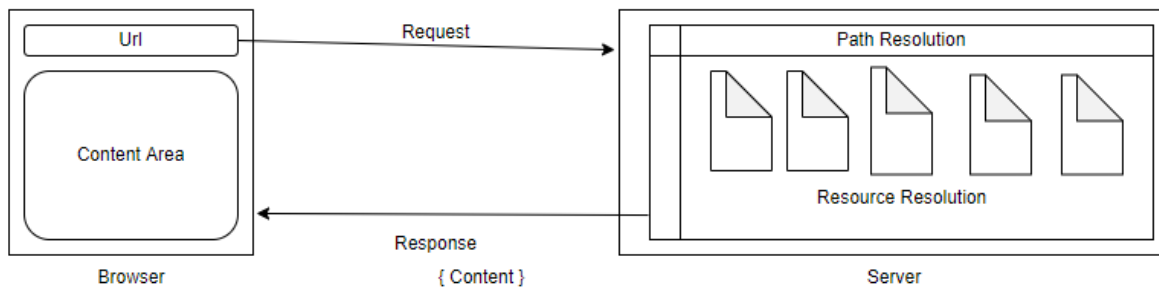 Url
Request
Path Resolution
Content Area
Resource Resolution
Response
Browser
{ Content }
Server